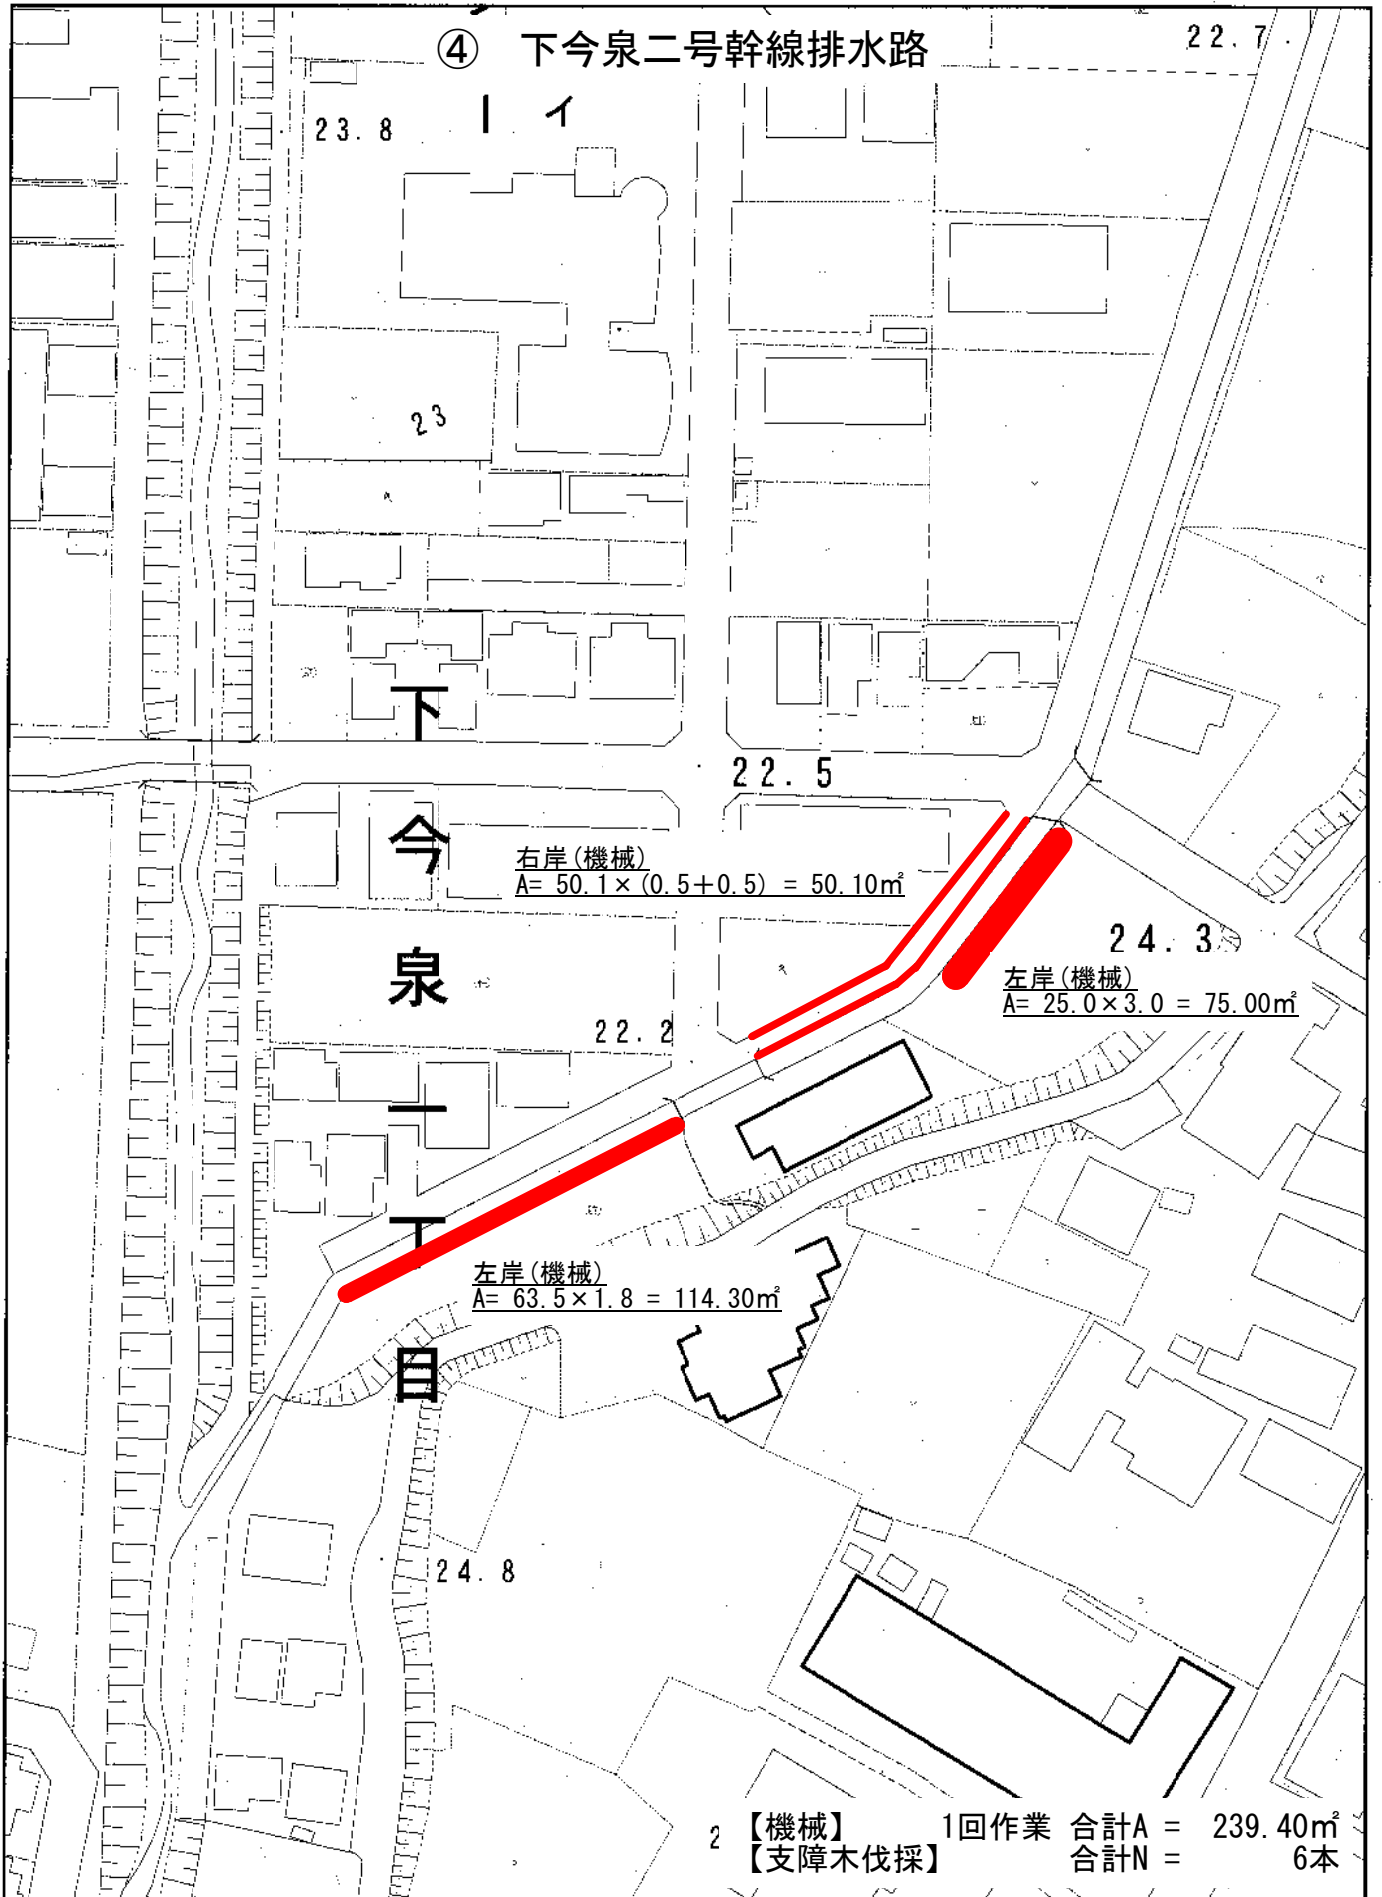 ④ 下今泉二号幹線排水路
22.7
ー イ
23.8
23
下今泉一丁目
22.5
右岸(機械)
A= 50.1×(0.5+0.5) = 50.10㎡
24.3
左岸(機械)
A= 25.0×3.0 = 75.00㎡
22.2
左岸(機械)
A= 63.5×1.8 = 114.30㎡
24.8
2
【機械】 1回作業 合計A = 239.40㎡
【支障木伐採】 合計N = 6本